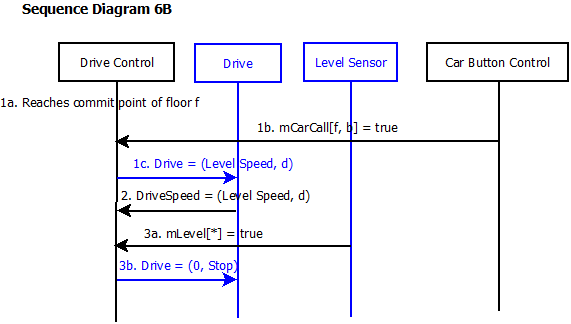 Sequence Diagram 6B
Drive Control
Drive
Level Sensor
Car Button Control
1a. Reaches commit point of floor f
1b. mCarCall[f, b] = true
1c. Drive = (Level Speed, d)
2. DriveSpeed = (Level Speed, d)
3a. mLevel[*] = true
3b. Drive = (0, Stop)